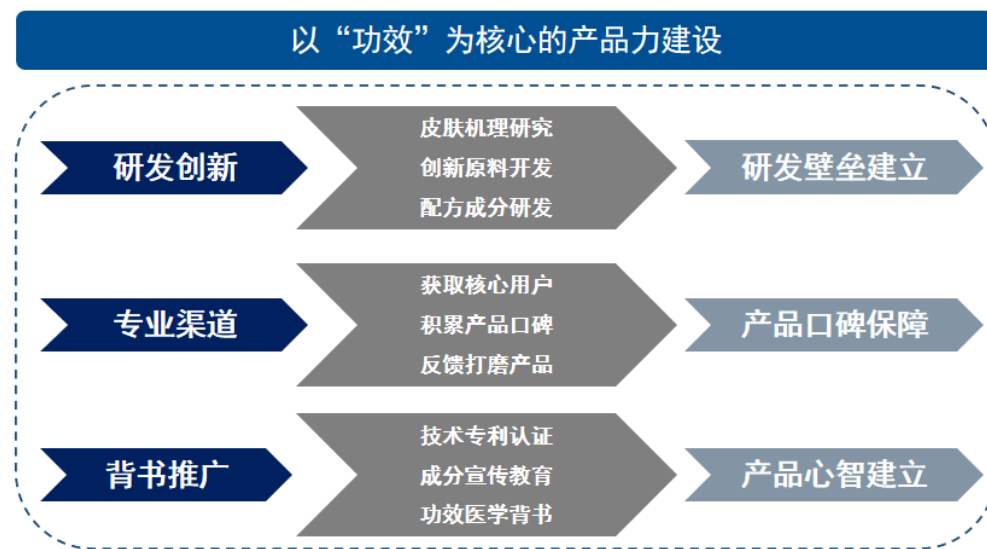 以“功效”为核心的产品力建设
研发创新
皮肤机理研究
创新原料开发
配方成分研发
研发壁垒建立
专业渠道
获取核心用户
积累产品口碑
反馈打磨产品
产品口碑保障
背书推广
技术专利认证
成分宣传教育
功效医学背书
产品心智建立